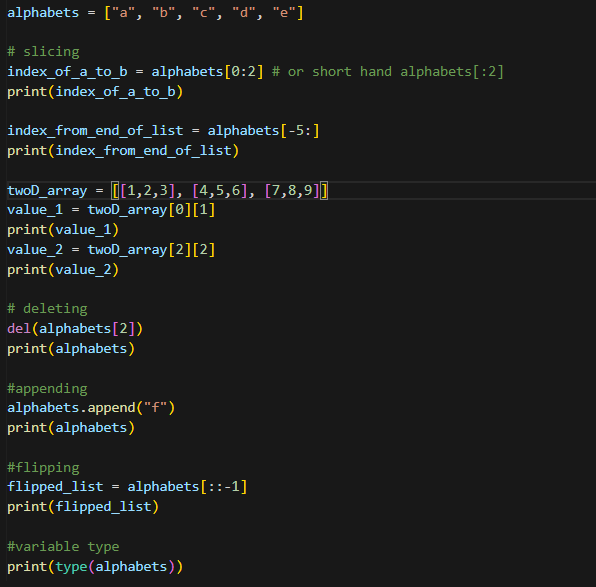 alphabets = ["a", "b", "c", "d", "e"]
# slicing
index_of_a_to_b = alphabets[0:2] # or short hand alphabets[:2]
print(index_of_a_to_b)
index_from_end_of_list = alphabets[-5:]
print(index_from_end_of_list)
twoD_array = [[1,2,3], [4,5,6], [7,8,9]]
value_1 = twoD_array[0][1]
print(value_1)
value_2 = twoD_array[2][2]
print(value_2)
# deleting
del(alphabets[2])
print(alphabets)
#appending
alphabets.append("f")
print(alphabets)
#flipping
flipped_list = alphabets[::-1]
print(flipped_list)
#variable type
print(type(alphabets))